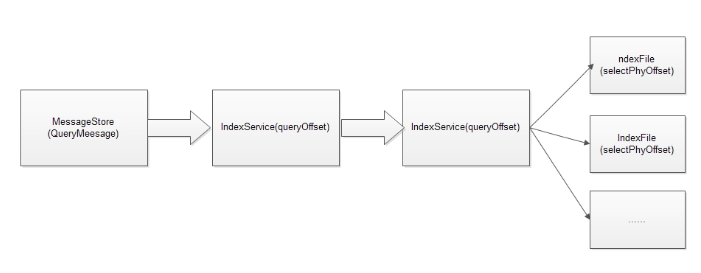 MessageStore
(QueryMeesage)
IndexService(queryOffset)
IndexService(queryOffset)
ndexFile
(selectPhyOffset)
IndexFile
(selectPhyOffset)
......